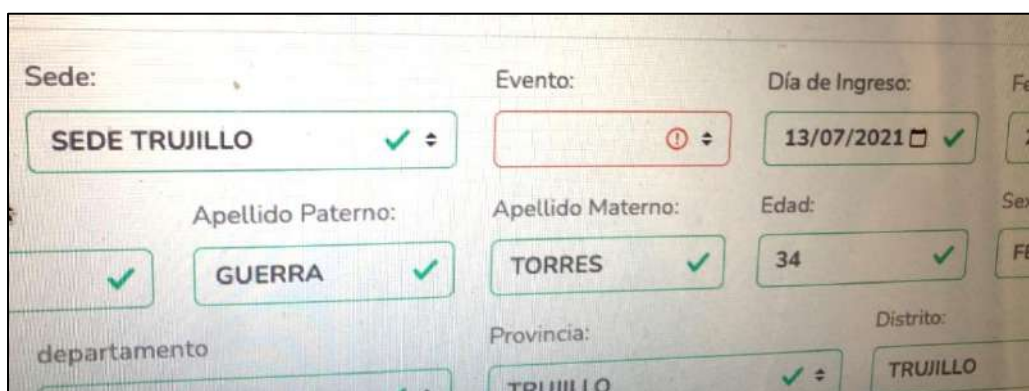 Sede: Evento: Día de Ingreso:
SEDE TRUJILLO 13/07/2021
Apellido Paterno: Apellido Materno: Edad:
GUERRA TORRES 34
departamento Provincia: Distrito:
TRUJILLO TRUJILLO